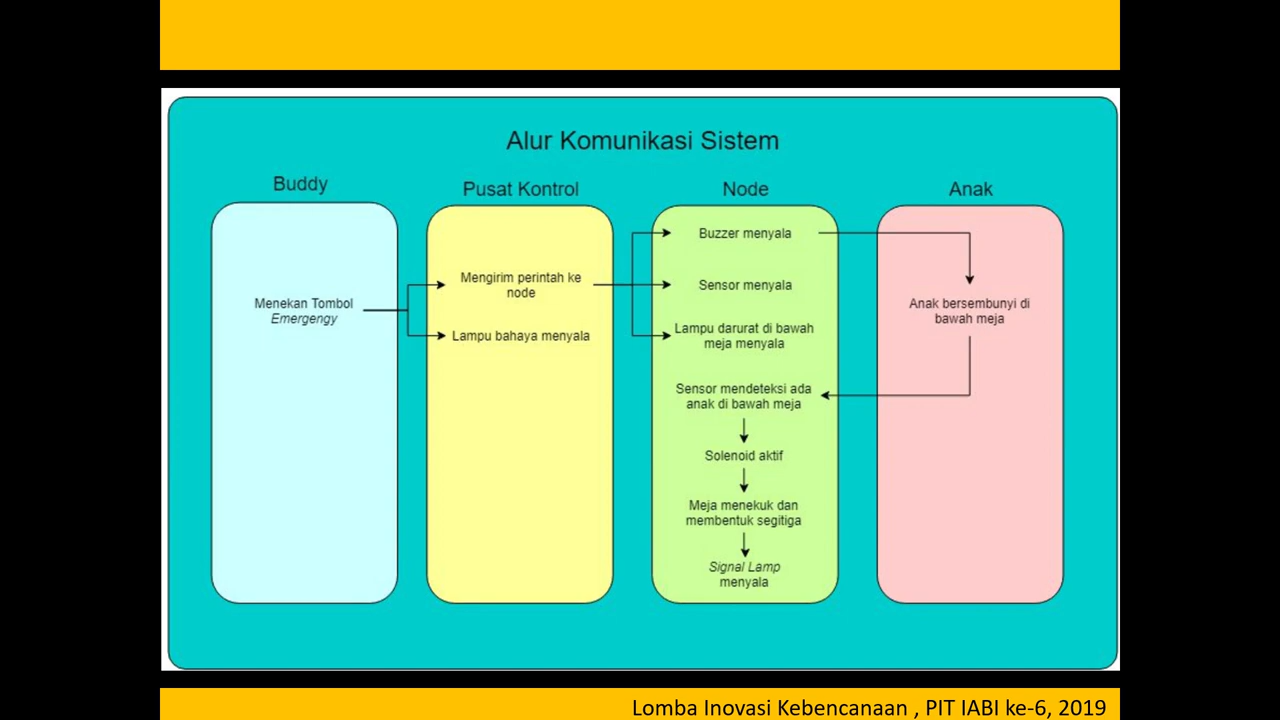 Alur Komunikasi Sistem
Buddy
Menekan Tombol
Emergengy
Pusat Kontrol
Mengirim perintah ke
node
Lampu bahaya menyala
Node
Buzzer menyala
Sensor menyala
Lampu darurat di bawah
meja menyala
Sensor mendeteksi ada
anak di bawah meja
Solenoid aktif
Meja menekuk dan
membentuk segitiga
Signal Lamp
menyala
Anak
Anak bersembunyi di
bawah meja
Lomba Inovasi Kebencanaan , PIT IABI ke-6, 2019